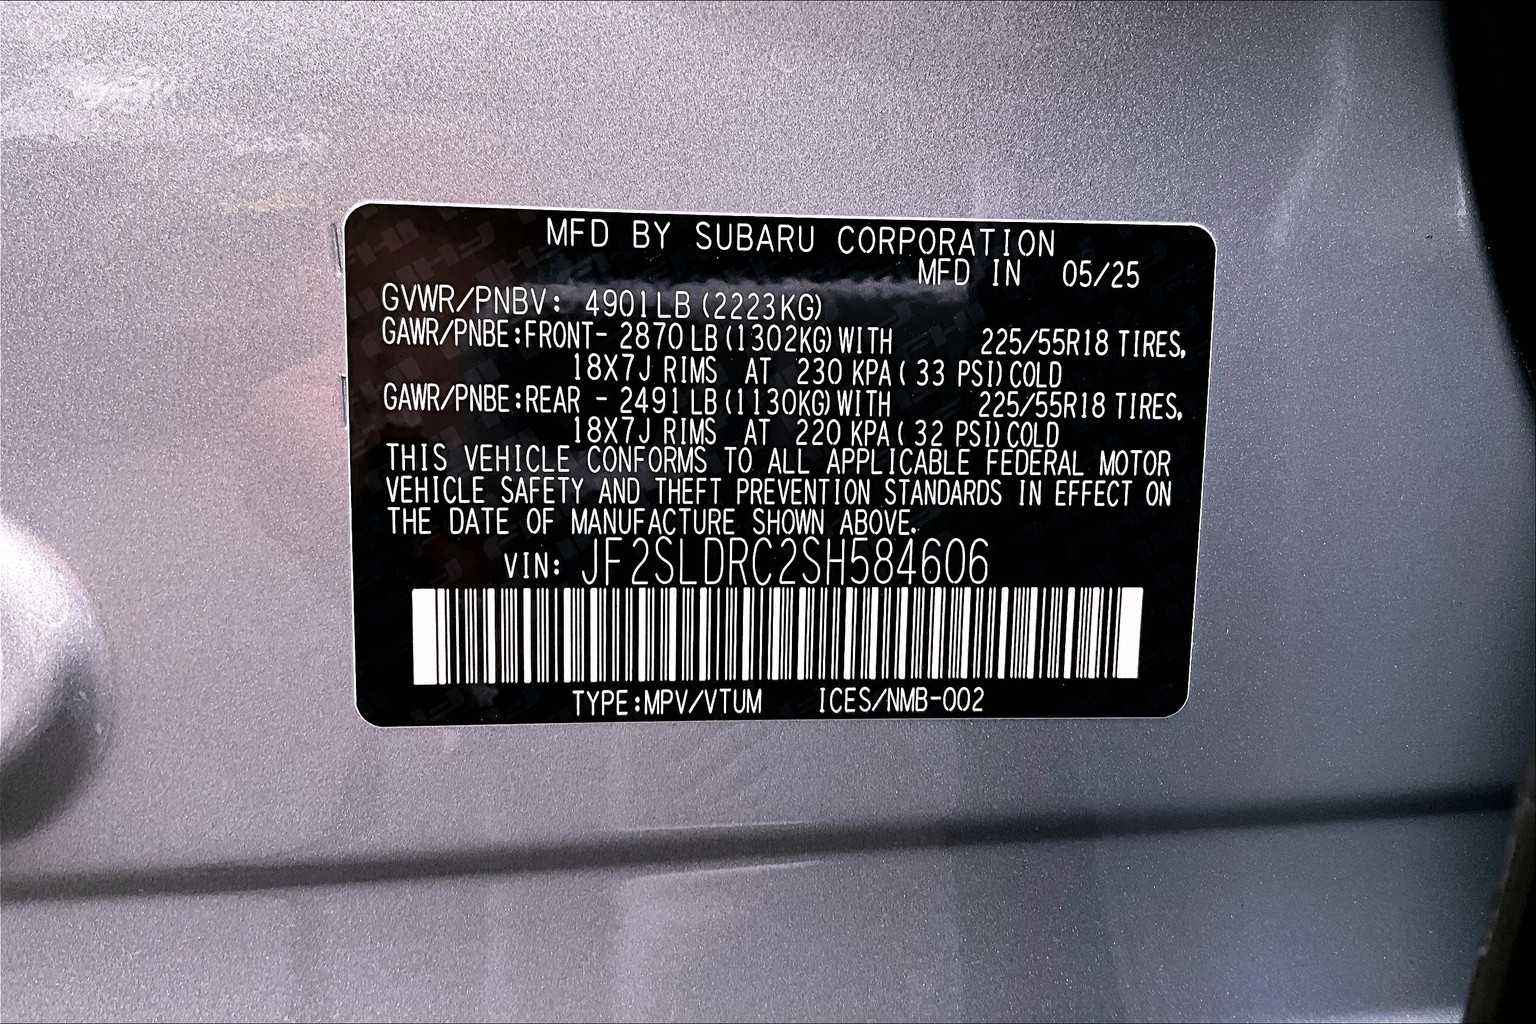 MFD BY SUBARU CORPORATION
MFD IN 05/25
GVWR/PNBV: 4901LB (2223KG)
GAWR/PNBE:FRONT- 2870 LB (1302KG) WITH 225/55R18 TIRES,
18X7J RIMS AT 230 KPA ( 33 PSI) COLD
GAWR/PNBE:REAR - 2491 LB (1130KG) WITH 225/55R18 TIRES,
18X7J RIMS AT 220 KPA ( 32 PSI) COLD
THIS VEHICLE CONFORMS TO ALL APPLICABLE FEDERAL MOTOR
VEHICLE SAFETY AND THEFT PREVENTION STANDARDS IN EFFECT ON
THE DATE OF MANUFACTURE SHOWN ABOVE.
VIN: JF2SLDRC2SH584606
TYPE:MPV/VTUM ICES/NMB-002